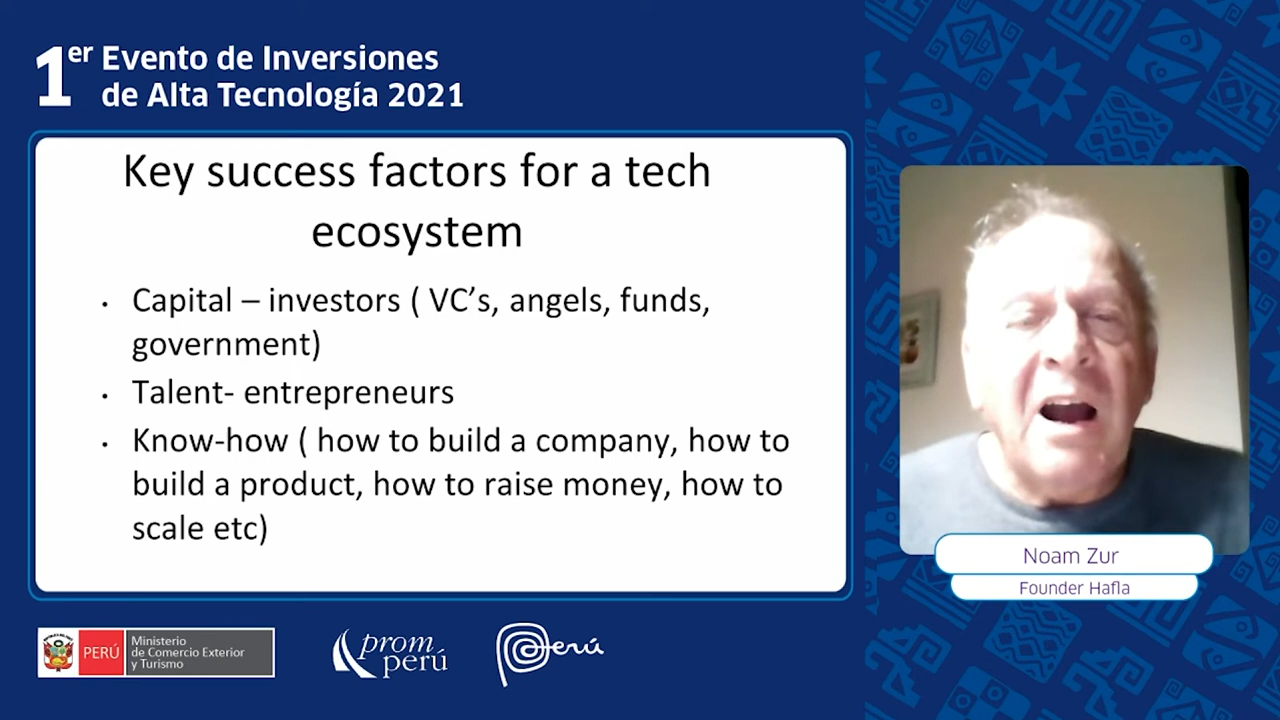 1er Evento de Inversiones
de Alta Tecnología 2021
Key success factors for a tech
ecosystem
• Capital – investors ( VC’s, angels, funds,
government)
• Talent- entrepreneurs
• Know-how ( how to build a company, how to
build a product, how to raise money, how to
scale etc)
Noam Zur
Founder Hafla
PERÚ
Ministerio
de Comercio Exterior
y Turismo
prom
perú
Perú